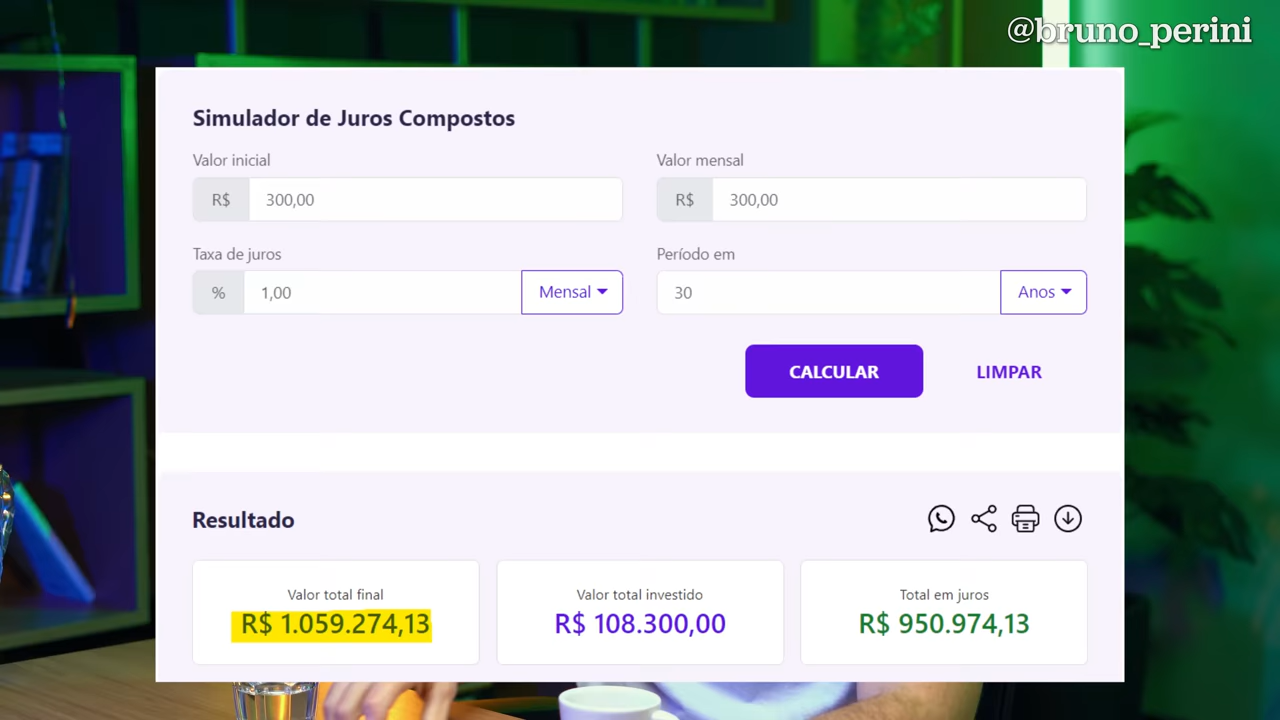 @bruno_perini
Simulador de Juros Compostos
Valor inicial
Valor mensal
R$ 300,00
R$ 300,00
Taxa de juros
Período em
% 1,00 Mensal
30 Anos
CALCULAR
LIMPAR
Resultado
Valor total final
R$ 1.059.274,13
Valor total investido
R$ 108.300,00
Total em juros
R$ 950.974,13